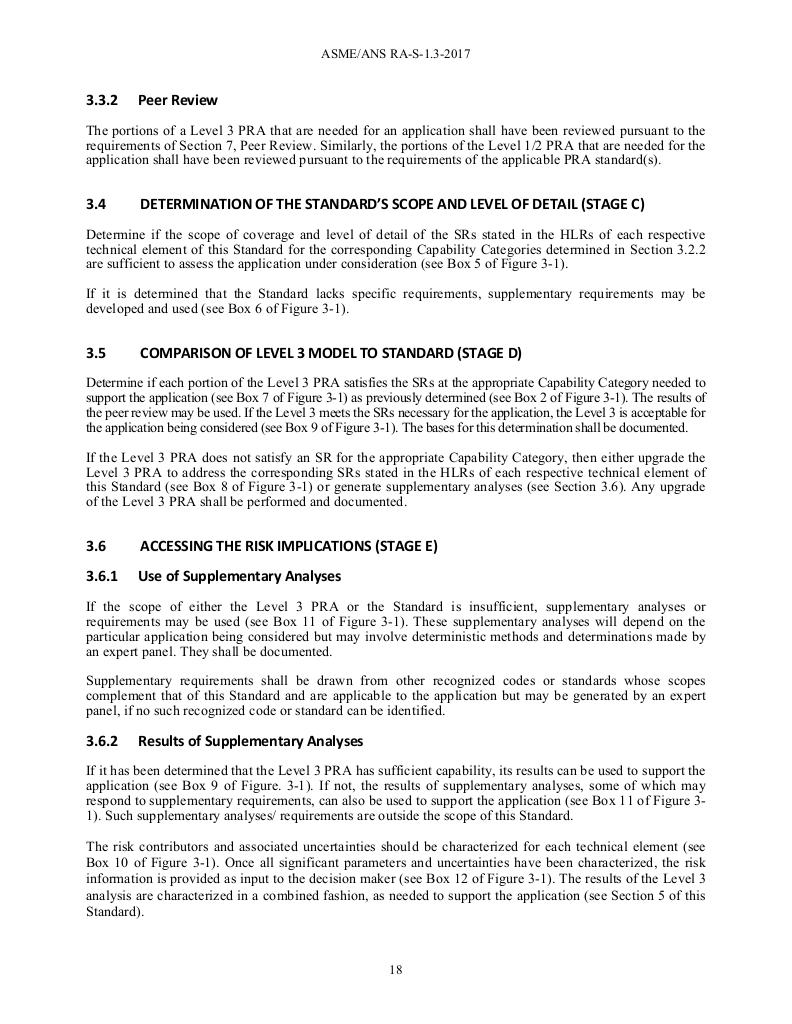 ASME/ANS RA-S-1.3-2017
3.3.2 Peer Review
The portions of a Level 3 PRA that are needed for an application shall have been reviewed pursuant to the
requirements of Section 7, Peer Review. Similarly, the portions of the Level 1/2 PRA that are needed for the
application shall have been reviewed pursuant to the requirements of the applicable PRA standard(s).
3.4 DETERMINATION OF THE STANDARD'S SCOPE AND LEVEL OF DETAIL (STAGE C)
Determine if the scope of coverage and level of detail of the SRs stated in the HLRs of each respective
technical element of this Standard for the corresponding Capability Categories determined in Section 3.2.2
are sufficient to assess the application under consideration (see Box 5 of Figure 3-1).
If it is determined that the Standard lacks specific requirements, supplementary requirements may be
developed and used (see Box 6 of Figure 3-1).
3.5 COMPARISON OF LEVEL 3 MODEL TO STANDARD (STAGE D)
Determine if each portion of the Level 3 PRA satisfies the SRs at the appropriate Capability Category needed to
support the application (see Box 7 of Figure 3-1) as previously determined (see Box 2 of Figure 3-1). The results of
the peer review may be used. If the Level 3 meets the SRs necessary for the application, the Level 3 is acceptable for
the application being considered (see Box 9 of Figure 3-1). The bases for this determination shall be documented.
If the Level 3 PRA does not satisfy an SR for the appropriate Capability Category, then either upgrade the
Level 3 PRA to address the corresponding SRs stated in the HLRs of each respective technical element of
this Standard (see Box 8 of Figure 3-1) or generate supplementary analyses (see Section 3.6). Any upgrade
of the Level 3 PRA shall be performed and documented.
3.6 ACCESSING THE RISK IMPLICATIONS (STAGE E)
3.6.1 Use of Supplementary Analyses
If the scope of either the Level 3 PRA or the Standard is insufficient, supplementary analyses or
requirements may be used (see Box 11 of Figure 3-1). These supplementary analyses will depend on the
particular application being considered but may involve deterministic methods and determinations made by
an expert panel. They shall be documented.
Supplementary requirements shall be drawn from other recognized codes or standards whose scopes
complement that of this Standard and are applicable to the application but may be generated by an expert
panel, if no such recognized code or standard can be identified.
3.6.2 Results of Supplementary Analyses
If it has been determined that the Level 3 PRA has sufficient capability, its results can be used to support the
application (see Box 9 of Figure. 3-1). If not, the results of supplementary analyses, some of which may
respond to supplementary requirements, can also be used to support the application (see Box 11 of Figure 3-
1). Such supplementary analyses/ requirements are outside the scope of this Standard.
The risk contributors and associated uncertainties should be characterized for each technical element (see
Box 10 of Figure 3-1). Once all significant parameters and uncertainties have been characterized, the risk
information is provided as input to the decision maker (see Box 12 of Figure 3-1). The results of the Level 3
analysis are characterized in a combined fashion, as needed to support the application (see Section 5 of this
Standard).
18